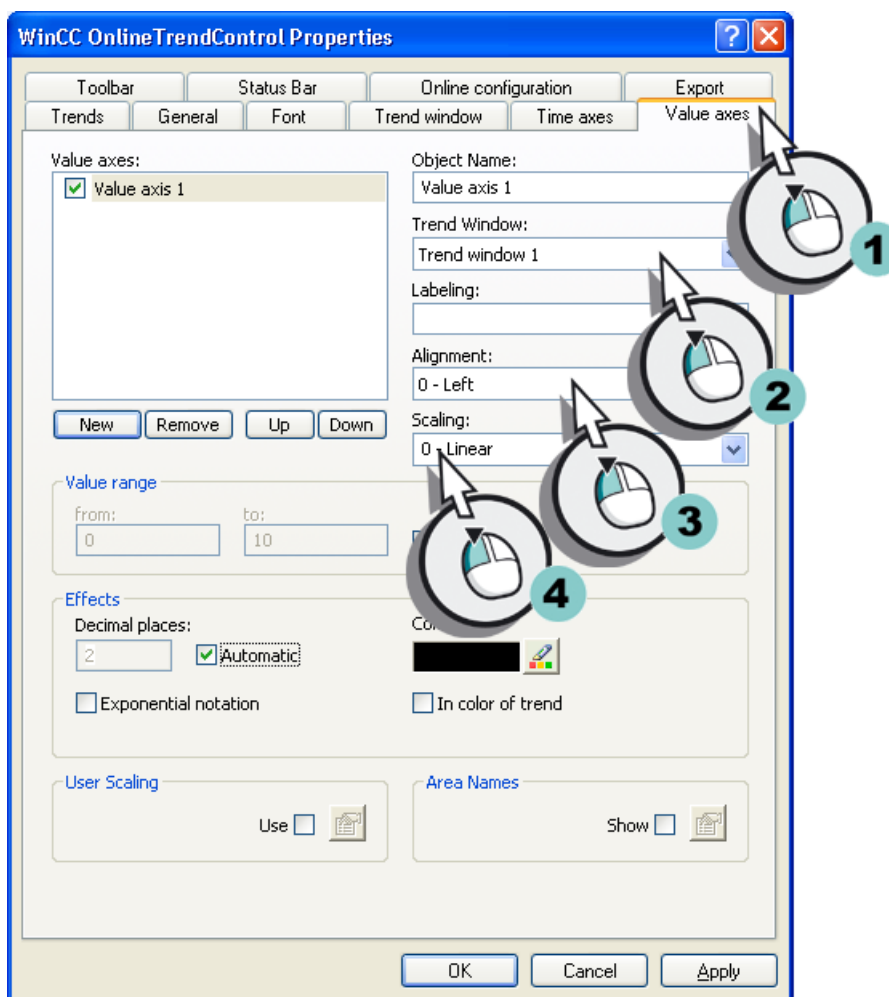 WinCC OnlineTrendControl Properties
Toolbar Status Bar Online configuration Export
Trends General Font Trend window Time axes Value axes
Value axes:
Value axis 1
New Remove Up Down
Object Name:
Value axis 1
Trend Window:
Trend window 1
Labeling:
Alignment:
0 - Left
Scaling:
0 - Linear
1
2
3
4
Value range
from: to:
0 10
Effects
Decimal places:
2 Automatic
Exponential notation In color of trend
User Scaling Area Names
Use Show
OK Cancel Apply